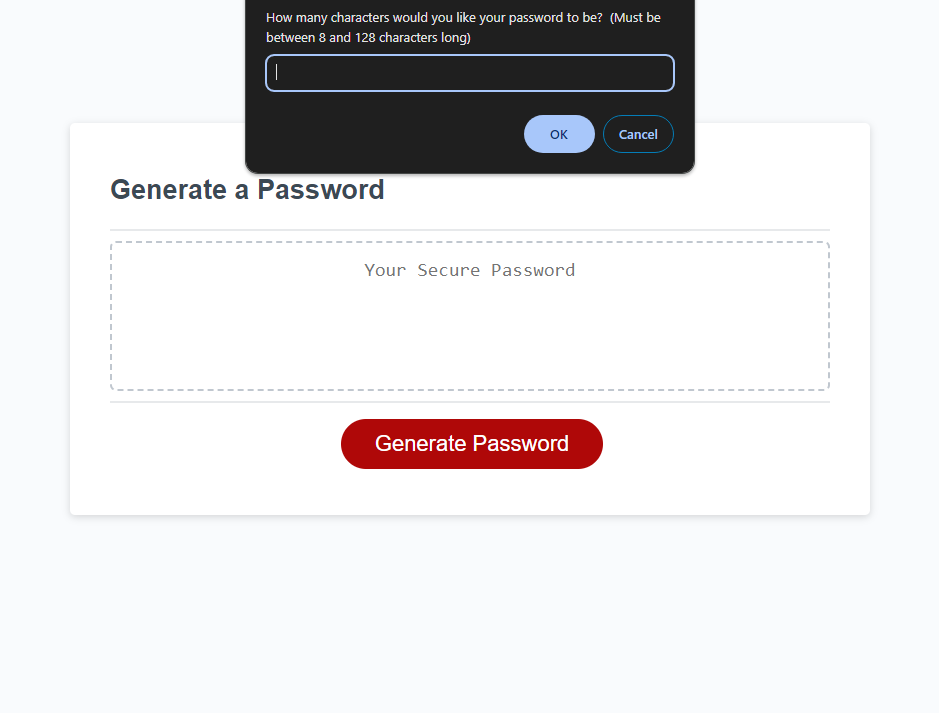 How many characters would you like your password to be?  (Must be
between 8 and 128 characters long)
OK
Cancel
Generate a Password
Your Secure Password
Generate Password